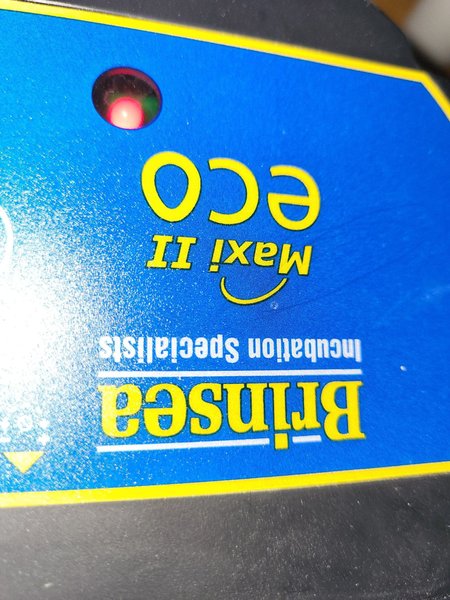 Brinsea
Incubation Specialists
Maxi II
eco